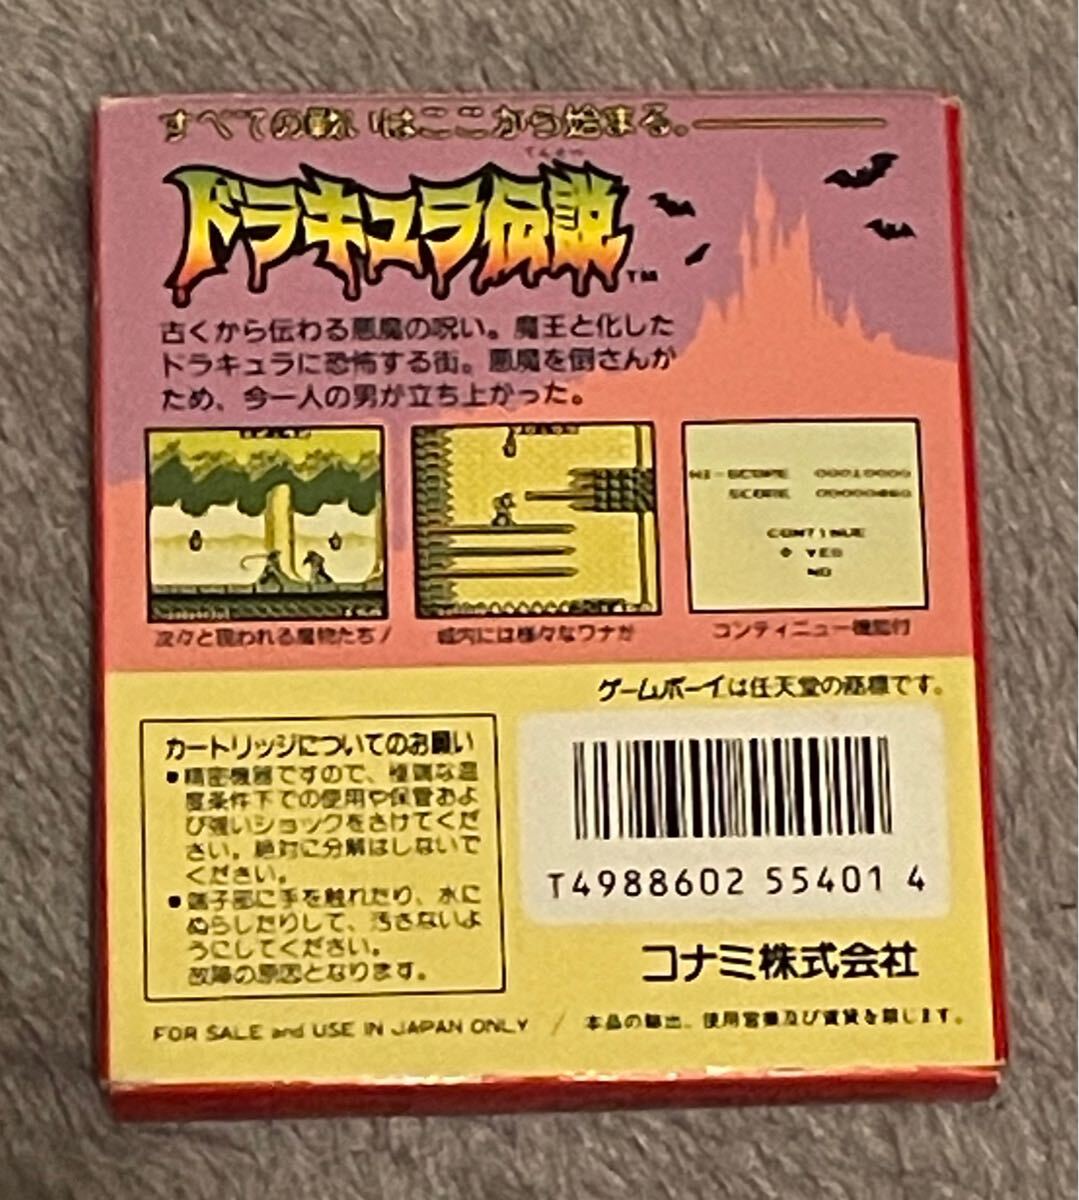 すべての戦いはここから始まる。
でんせつ
ドラキュラ伝説
TM
古くから伝わる悪魔の呪い。魔王と化した
ドラキュラに恐怖する街。悪魔を倒さんが
ため、今一人の男が立ち上がった。
HI-SCORE 00010000
SCORE 00000860
CONTINUE
YES
NO
次々と現われる魔物たち!
城内には様々なワナが
コンティニュー機能付
ゲームボーイは任天堂の商標です。
カートリッジについてのお願い
●精密機器ですので、極端な温
度条件下での使用や保管およ
び強いショックをさけてくだ
さい。絶対に分解はしないで
ください。
●端子部に手を触れたり、水に
ぬらしたりして、汚さないよ
うにしてください。
故障の原因となります。
T4988602 55401 4
コナミ株式会社
FOR SALE and USE IN JAPAN ONLY / 本品の輸出、使用営業及び賃貸を禁じます。